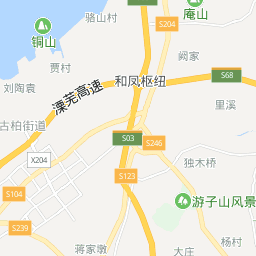 骆山村
庵山
S204
铜山
阙家
贾村
和凤枢纽
S68
刘陶袁
溧芜高速
里溪
古柏街道
S03
S246
X204
独木桥
S123
S104
游子山风景
S239
杨村
蒋家墩
大庄